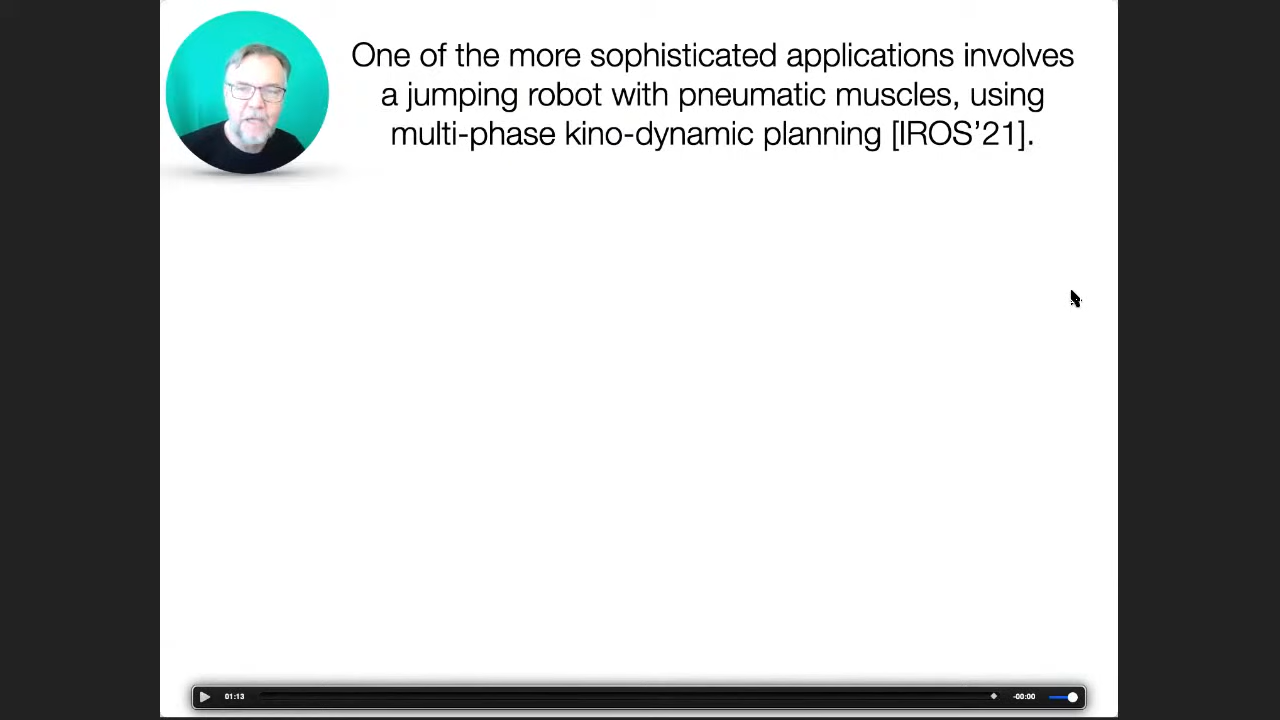 One of the more sophisticated applications involves
a jumping robot with pneumatic muscles, using
multi-phase kino-dynamic planning [IROS’21].
01:13
-00:00